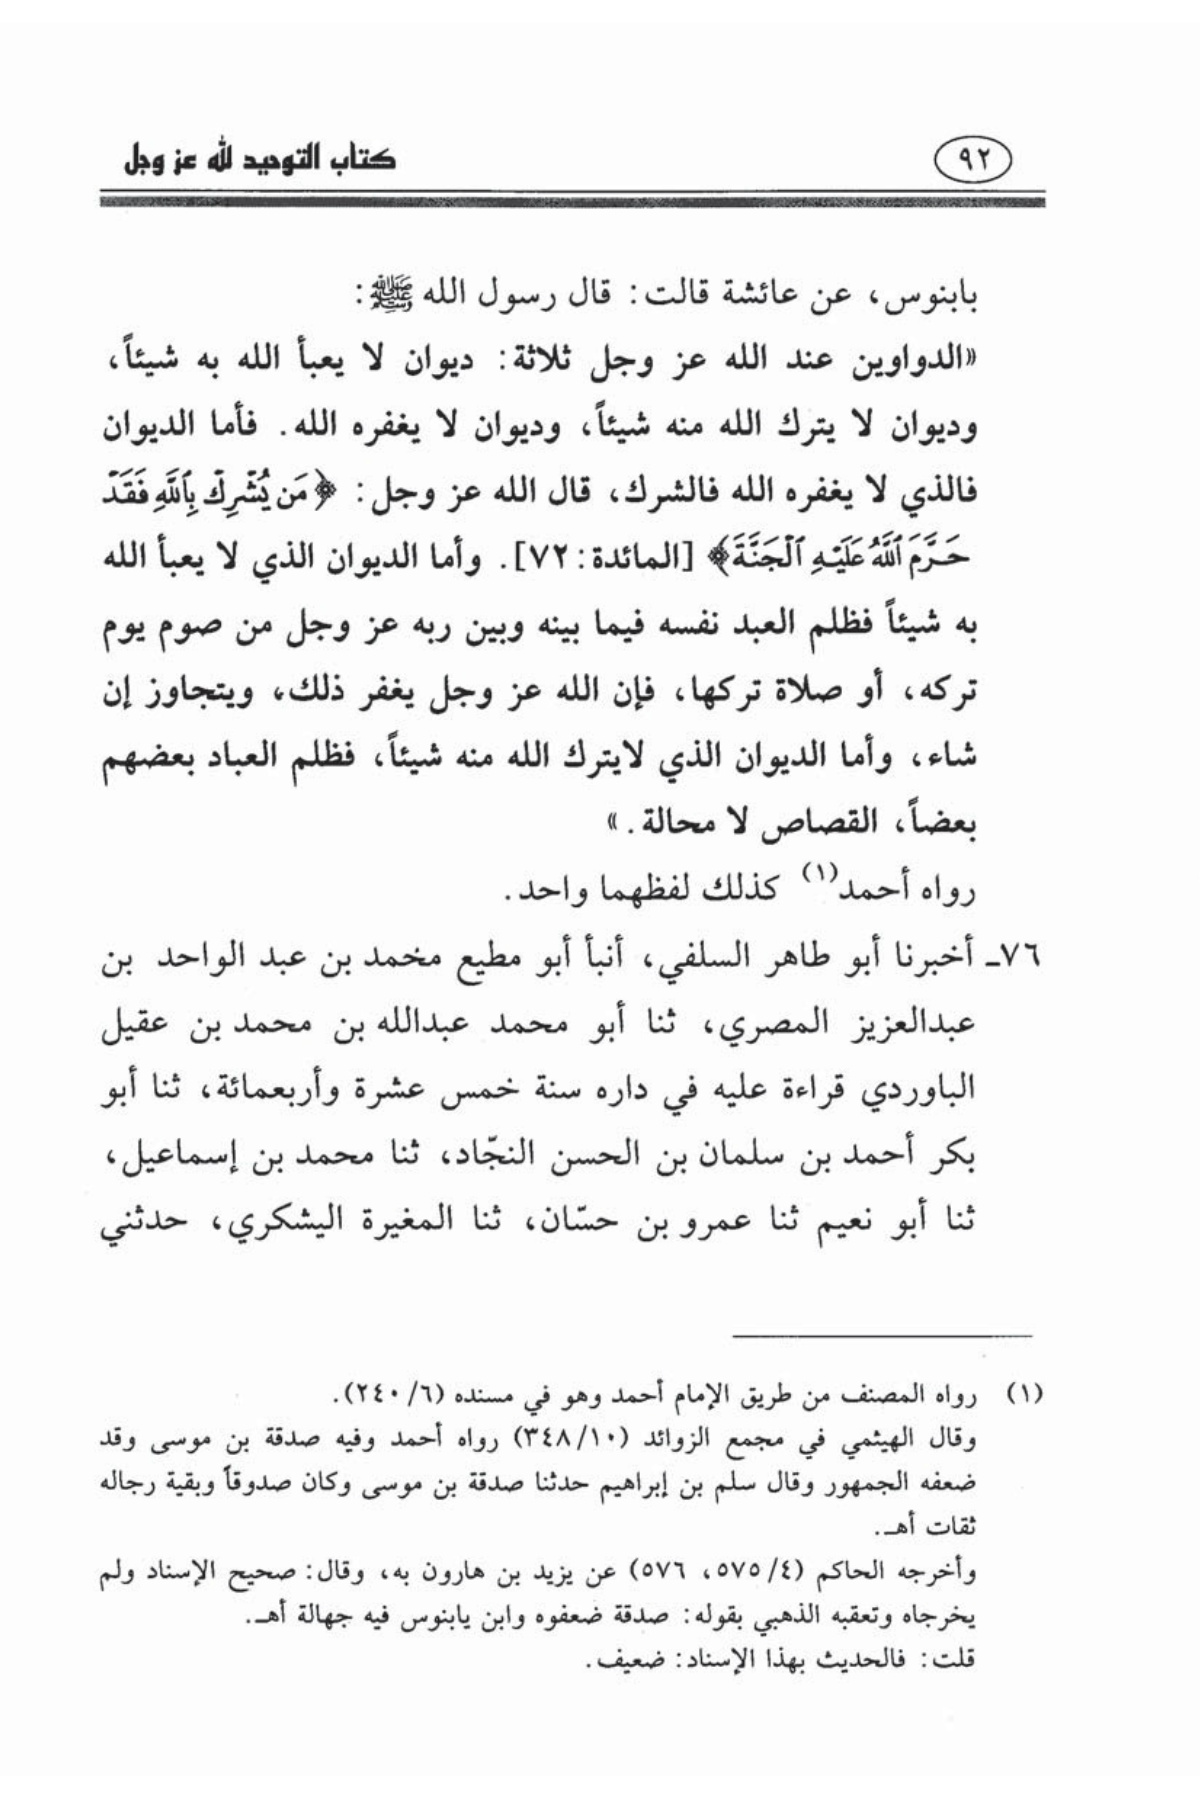 ٩٢
كتاب التوحيد لله عز وجل
بابنوس، عن عائشة قالت: قال رسول الله ﷺ:
«الدواوين عند الله عز وجل ثلاثة: ديوان لا يعبأ الله به شيئاً،
وديوان لا يترك الله منه شيئاً، وديوان لا يغفره الله. فأما الديوان
فالذي لا يغفره الله فالشرك، قال الله عز وجل: ﴿مَن يُشْرِكْ بِٱللَّهِ فَقَدْ
حَرَّمَ ٱللَّهُ عَلَيْهِ ٱلْجَنَّةَ﴾ [المائدة: ٧٢]. وأما الديوان الذي لا يعبأ الله
به شيئاً فظلم العبد نفسه فيما بينه وبين ربه عز وجل من صوم يوم
تركه، أو صلاة تركها، فإن الله عز وجل يغفر ذلك، ويتجاوز إن
شاء، وأما الديوان الذي لايترك الله منه شيئاً، فظلم العباد بعضهم
بعضاً، القصاص لا محالة.»
رواه أحمد(١) كذلك لفظهما واحد.
٧٦ـ أخبرنا أبو طاهر السلفي، أنبأ أبو مطيع مخمد بن عبد الواحد بن
عبدالعزيز المصري، ثنا أبو محمد عبدالله بن محمد بن عقيل
الباوردي قراءة عليه في داره سنة خمس عشرة وأربعمائة، ثنا أبو
بكر أحمد بن سلمان بن الحسن النجّاد، ثنا محمد بن إسماعيل،
ثنا أبو نعيم ثنا عمرو بن حسّان، ثنا المغيرة اليشكري، حدثني
(١) رواه المصنف من طريق الإمام أحمد وهو في مسنده (٦/ ٢٤٠).
وقال الهيثمي في مجمع الزوائد (١٠/ ٣٤٨) رواه أحمد وفيه صدقة بن موسى وقد
ضعفه الجمهور وقال سلم بن إبراهيم حدثنا صدقة بن موسى وكان صدوقاً وبقية رجاله
ثقات أهـ.
وأخرجه الحاكم (٤/ ٥٧٥، ٥٧٦) عن يزيد بن هارون به، وقال: صحيح الإسناد ولم
يخرجاه وتعقبه الذهبي بقوله: صدقة ضعفوه وابن يابنوس فيه جهالة أهـ.
قلت: فالحديث بهذا الإسناد: ضعيف.